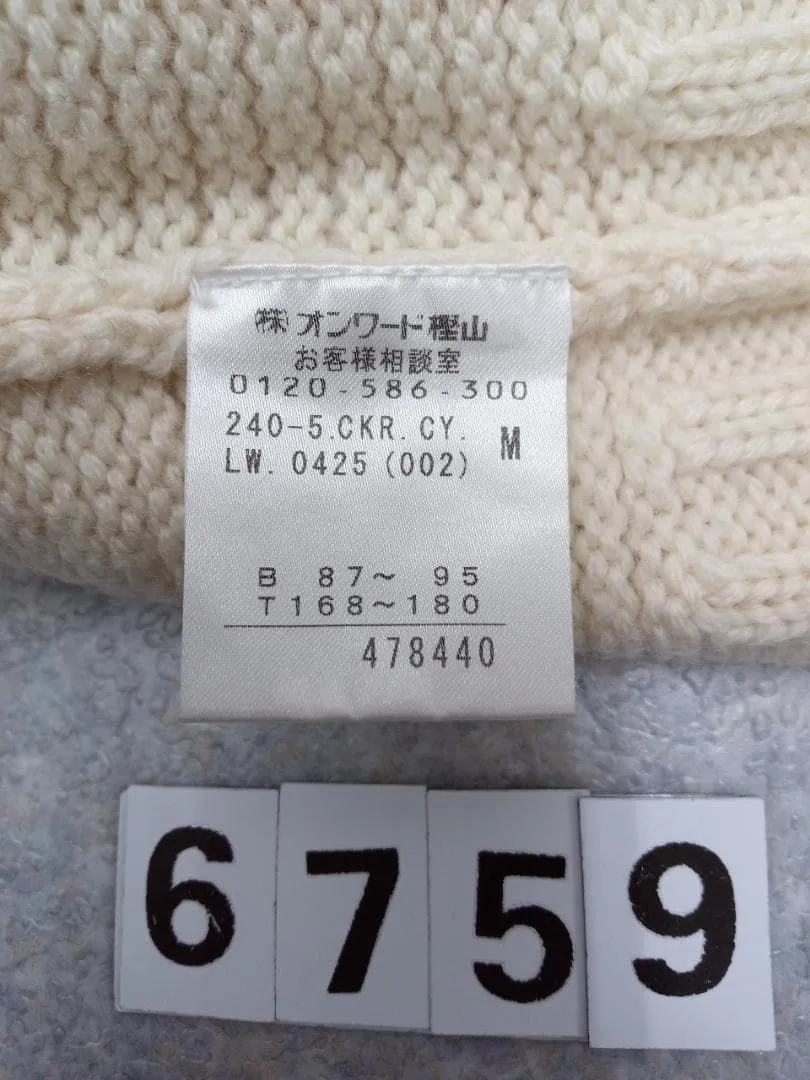 (株)オンワード樫山
お客様相談室
0120-586-300
240-5.CKR.CY. M
LW.0425(002)
B 87~ 95
T168~180
478440
6759